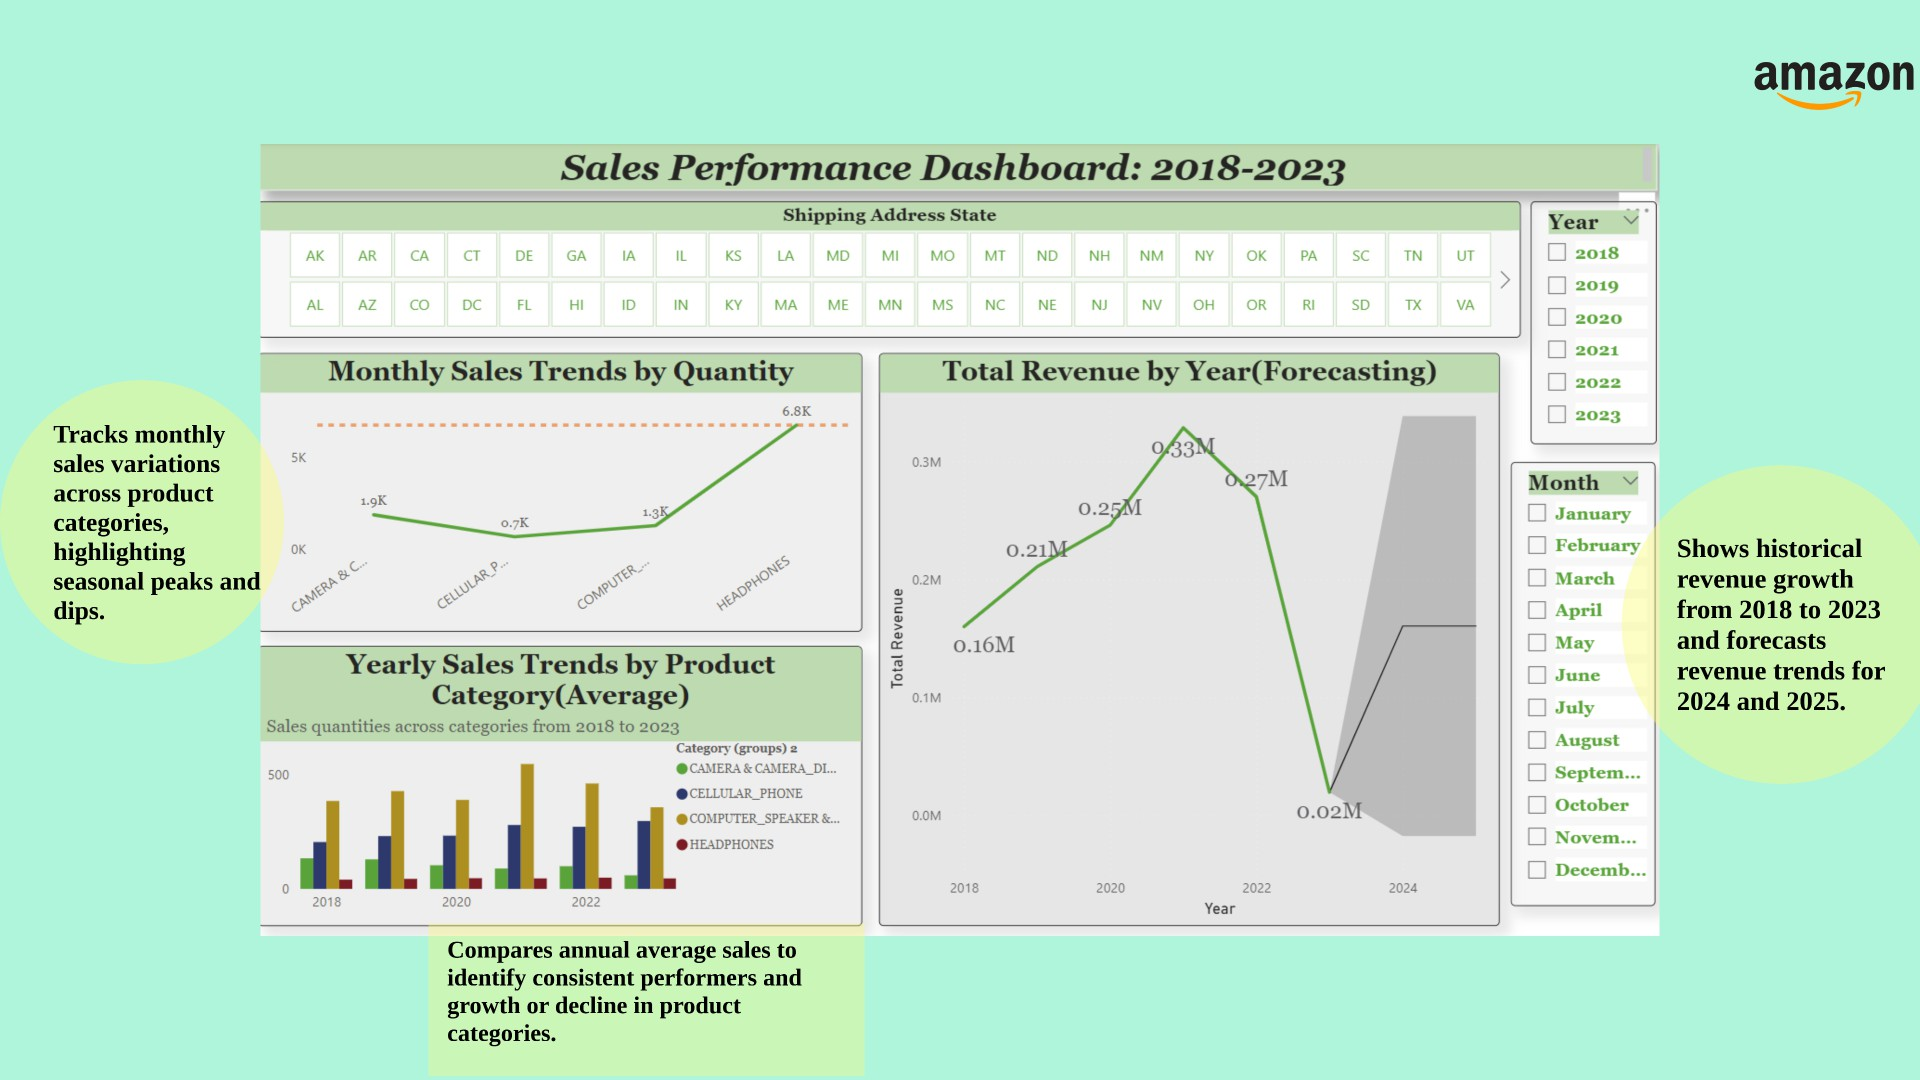 amazon
Sales Performance Dashboard: 2018-2023
Shipping Address State
AK AR CA CT DE GA IA IL KS LA MD MI MO MT ND NH NM NY OK PA SC TN UT
AL AZ CO DC FL HI ID IN KY MA ME MN MS NC NE NJ NV OH OR RI SD TX VA
Year
2018
2019
2020
2021
2022
2023
Tracks monthly
sales variations
across product
categories,
highlighting
seasonal peaks and
dips.
Monthly Sales Trends by Quantity
6.8K
5K
1.9K
0.7K
1.3K
0K
CAMERA & C...
CELLULAR_P...
COMPUTER_...
HEADPHONES
Yearly Sales Trends by Product
Category(Average)
Sales quantities across categories from 2018 to 2023
Category (groups) 2
CAMERA & CAMERA_DI...
CELLULAR_PHONE
COMPUTER_SPEAKER &...
HEADPHONES
500
0
2018 2020 2022
Compares annual average sales to
identify consistent performers and
growth or decline in product
categories.
Total Revenue by Year(Forecasting)
Total Revenue
0.3M
0.2M
0.1M
0.0M
0.16M
0.21M
0.25M
0.33M
0.27M
0.02M
2018 2020 2022 2024
Year
Month
January
February
March
April
May
June
July
August
Septem...
October
Novem...
Decemb...
Shows historical
revenue growth
from 2018 to 2023
and forecasts
revenue trends for
2024 and 2025.